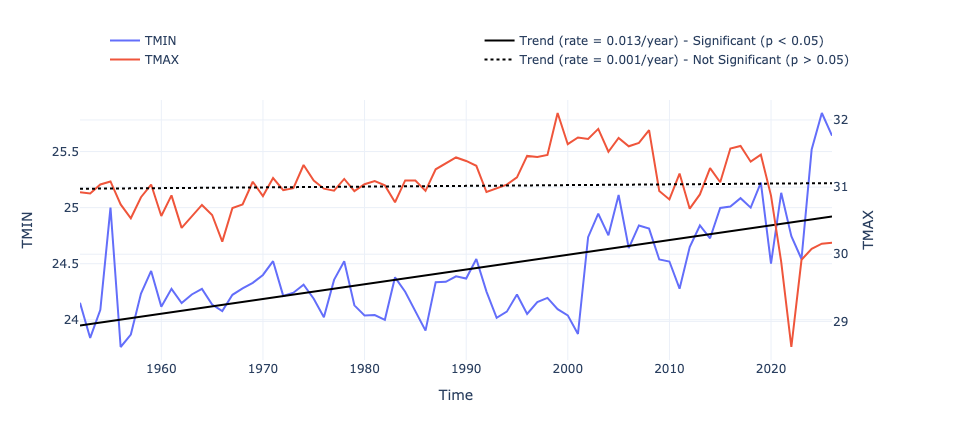 TMIN
TMAX
Trend (rate = 0.013/year) - Significant (p < 0.05)
Trend (rate = 0.001/year) - Not Significant (p > 0.05)
25.5
25
24.5
24
TMIN
32
31
30
29
TMAX
1960
1970
1980
1990
2000
2010
2020
Time